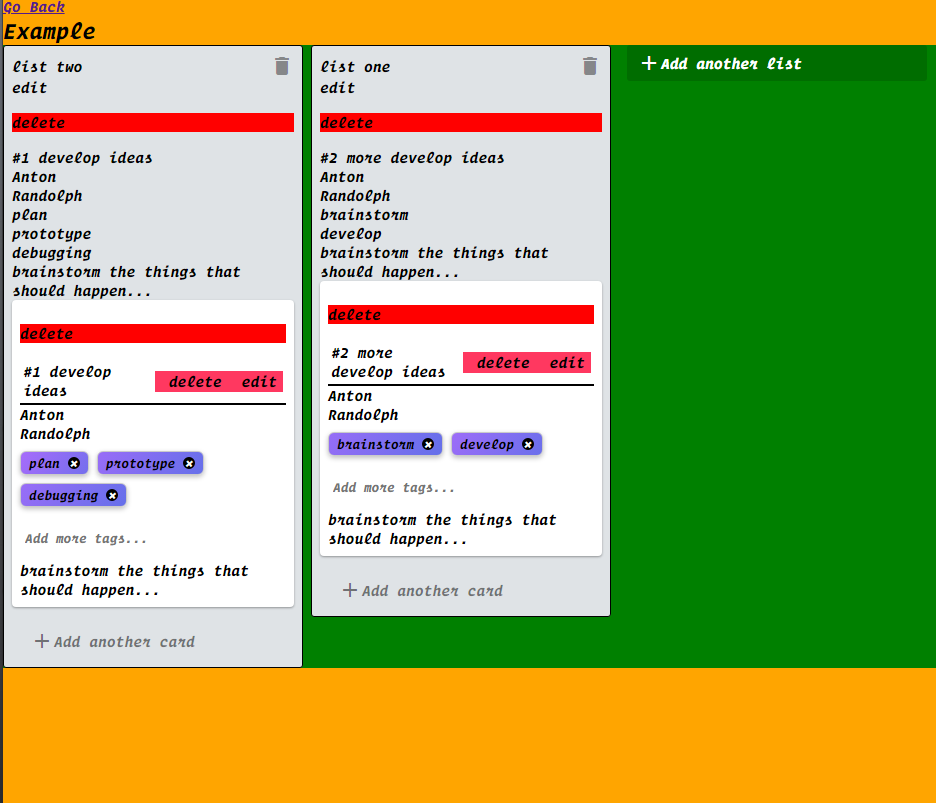 Go Back
Example
list two
edit
delete
#1 develop ideas
Anton
Randolph
plan
prototype
debugging
brainstorm the things that
should happen...
delete
#1 develop
ideas
delete edit
Anton
Randolph
plan
prototype
debugging
Add more tags...
brainstorm the things that
should happen...
Add another card
list one
edit
delete
#2 more develop ideas
Anton
Randolph
brainstorm
develop
brainstorm the things that
should happen...
delete
#2 more
develop ideas
delete edit
Anton
Randolph
brainstorm
develop
Add more tags...
brainstorm the things that
should happen...
Add another card
Add another list